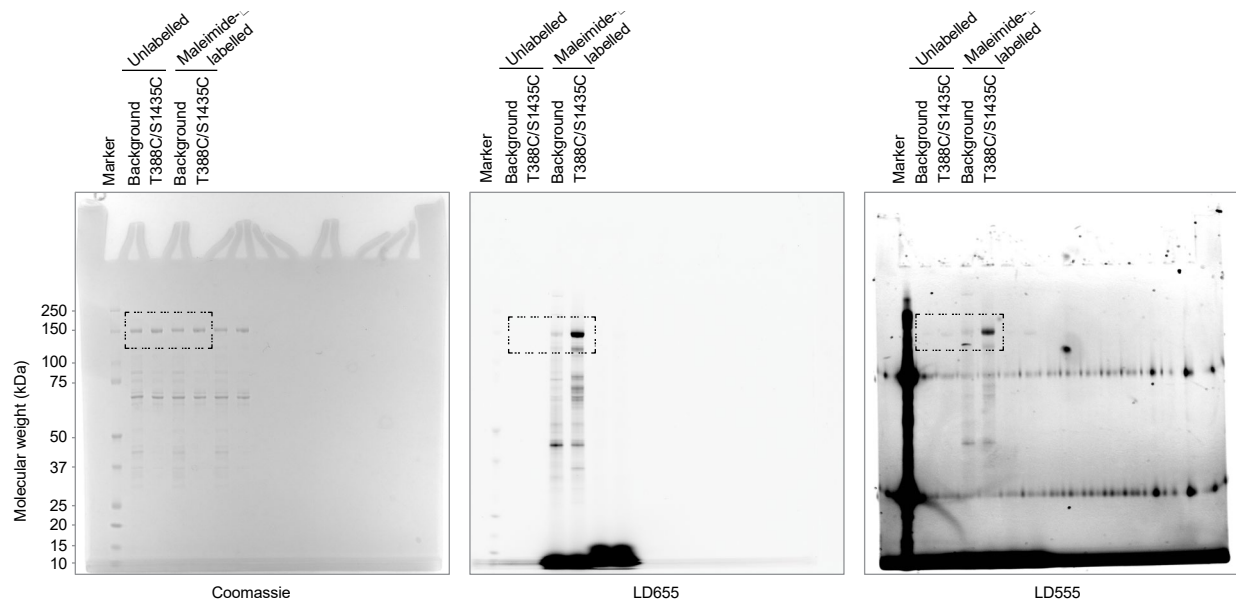 Unlabelled
Maleimide-
labelled
Marker
Background
T388C/S1435C
Background
T388C/S1435C
Unlabelled
Maleimide-
labelled
Marker
Background
T388C/S1435C
Background
T388C/S1435C
Unlabelled
Maleimide-
labelled
Marker
Background
T388C/S1435C
Background
T388C/S1435C
Molecular weight (kDa)
250
150
100
75
50
37
25
20
15
10
Coomassie
LD655
LD555